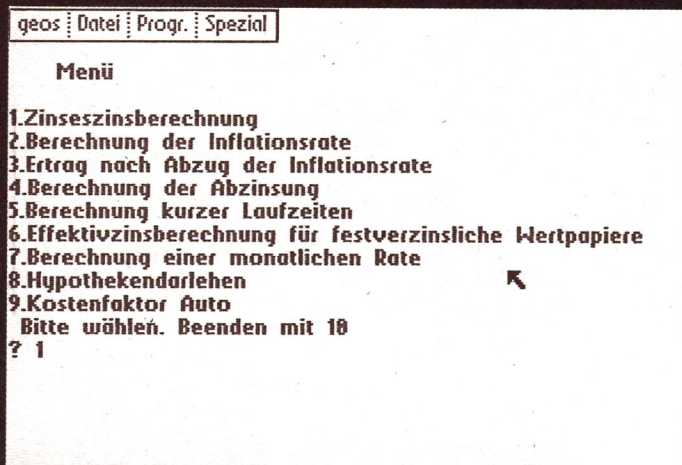 geos Datei Progr. Spezial
Menü
1.Zinseszinsberechnung
2.Berechnung der Inflationsrate
3.Ertrag nach Abzug der Inflationsrate
4.Berechnung der Abzinsung
5.Berechnung kurzer Laufzeiten
6.Effektivzinsberechnung für festverzinsliche Wertpapiere
7.Berechnung einer monatlichen Rate
8.Hypothekendarlehen
9.Kostenfaktor Auto
Bitte wählen. Beenden mit 10
? 1